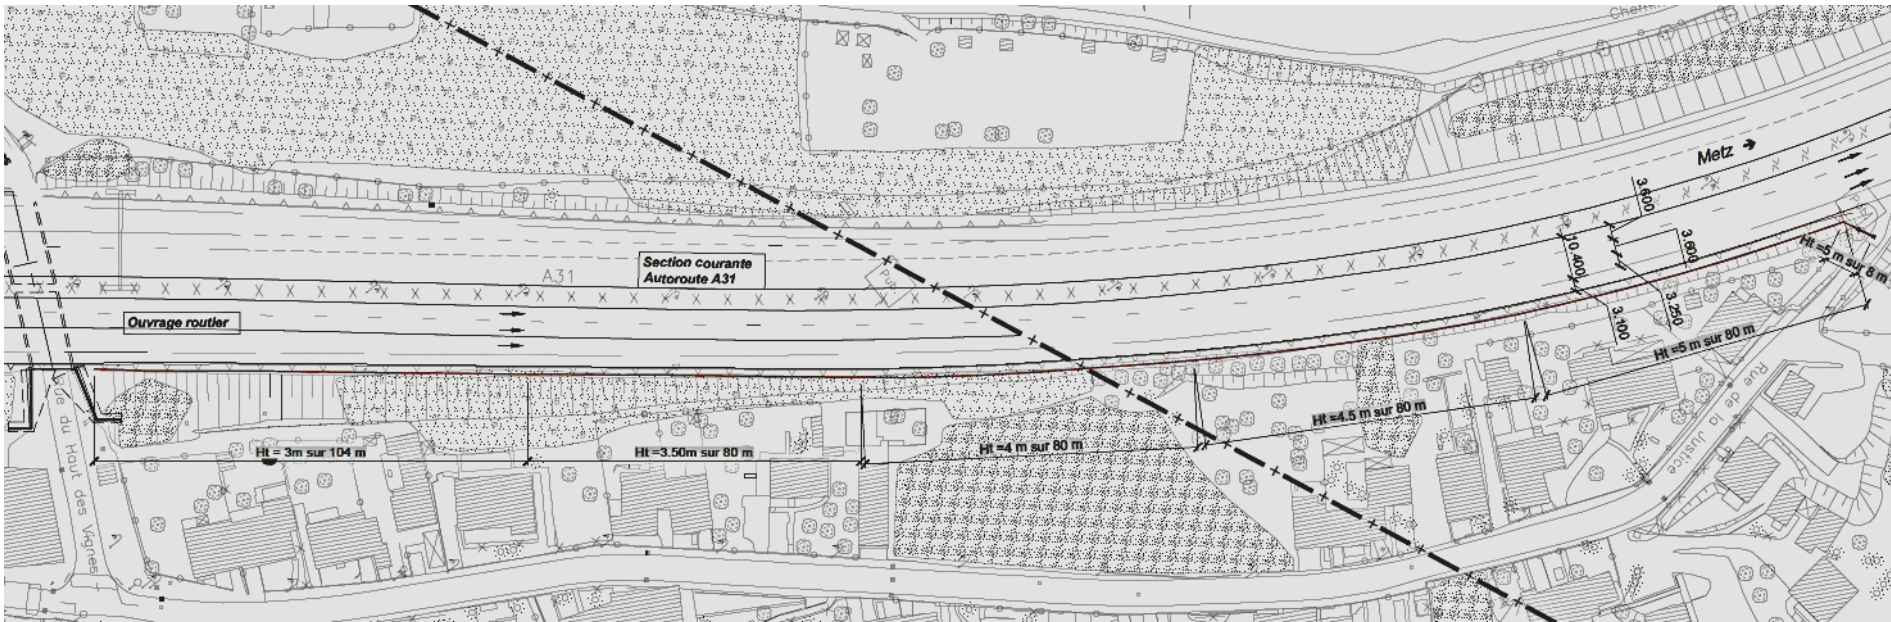 Chemin
Metz
3.600
A31
Section courante
Autoroute A31
Pub.
10.400
3.600
Ht =5 m sur 8 m
Ouvrage routier
3.250
3.100
Ht =5 m sur 80 m
Ht =4.5 m sur 80 m
Ht = 3m sur 104 m
Ht =3.50m sur 80 m
Ht =4 m sur 80 m
Rue de la Justice
du Haut des Vignes